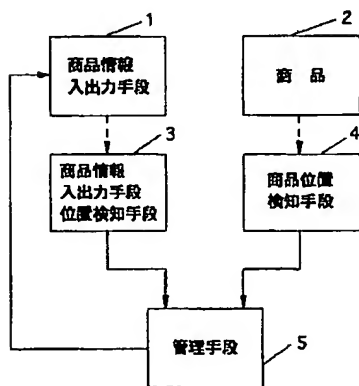 1
商品情報
入出力手段
2
商 品
3
商品情報
入出力手段
位置検知手段
4
商品位置
検知手段
管理手段
5